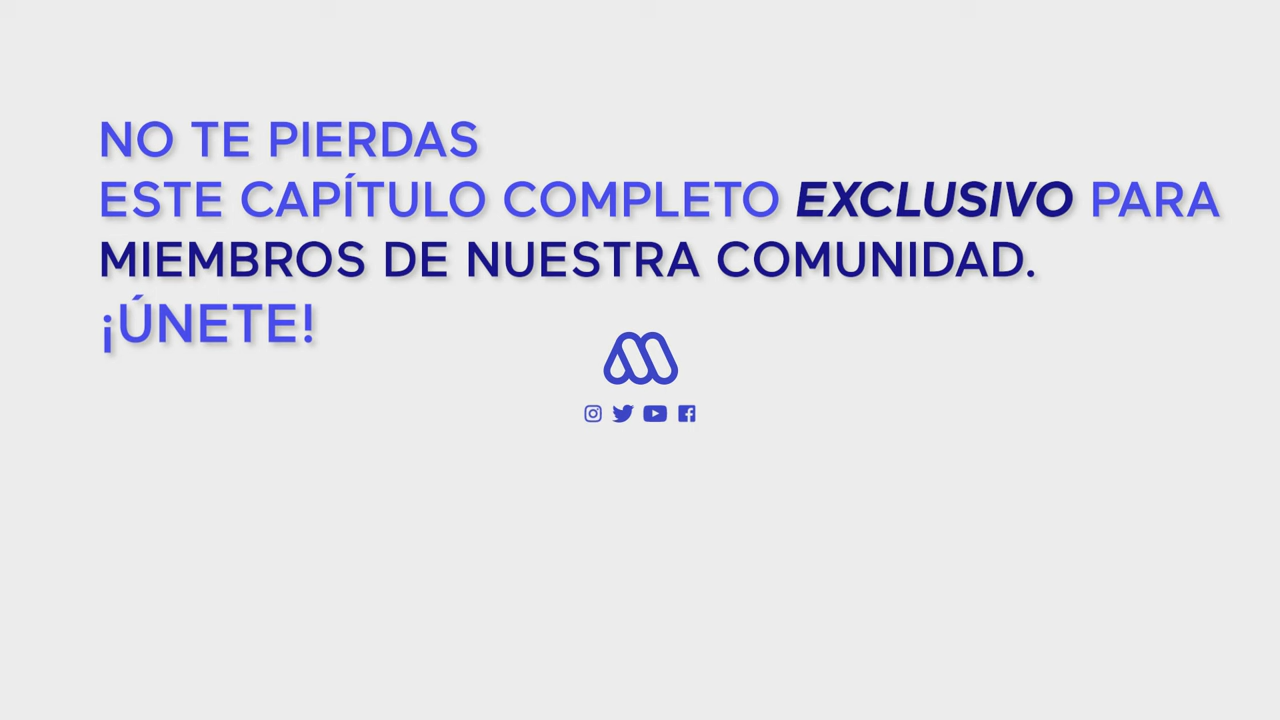 NO TE PIERDAS
ESTE CAPÍTULO COMPLETO EXCLUSIVO PARA
MIEMBROS DE NUESTRA COMUNIDAD.
¡ÚNETE!